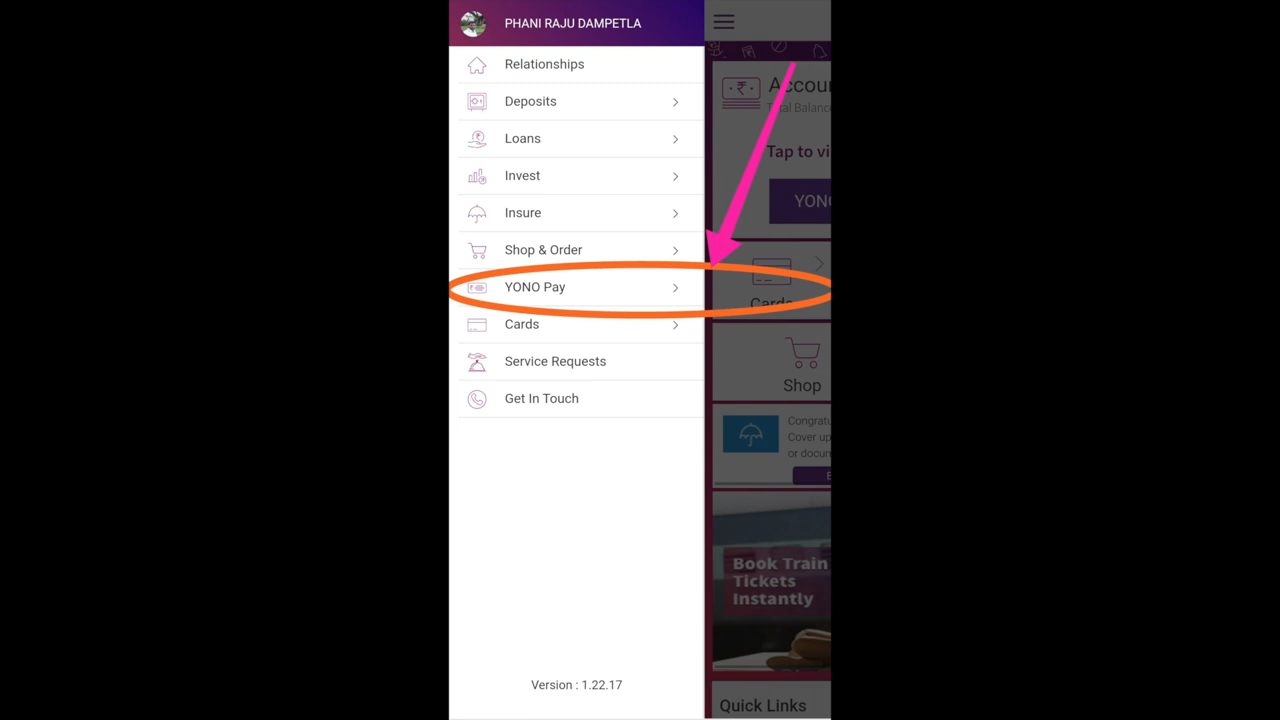 PHANI RAJU DAMPETLA
Relationships
Deposits
Loans
Invest
Insure
Shop & Order
YONO Pay
Cards
Service Requests
Get In Touch
Version : 1.22.17
Accou
Total Balanc
Tap to vi
YON
Cards
Shop
Congratu
Cover up
or docun
Book Train
Tickets
Instantly
Quick Links